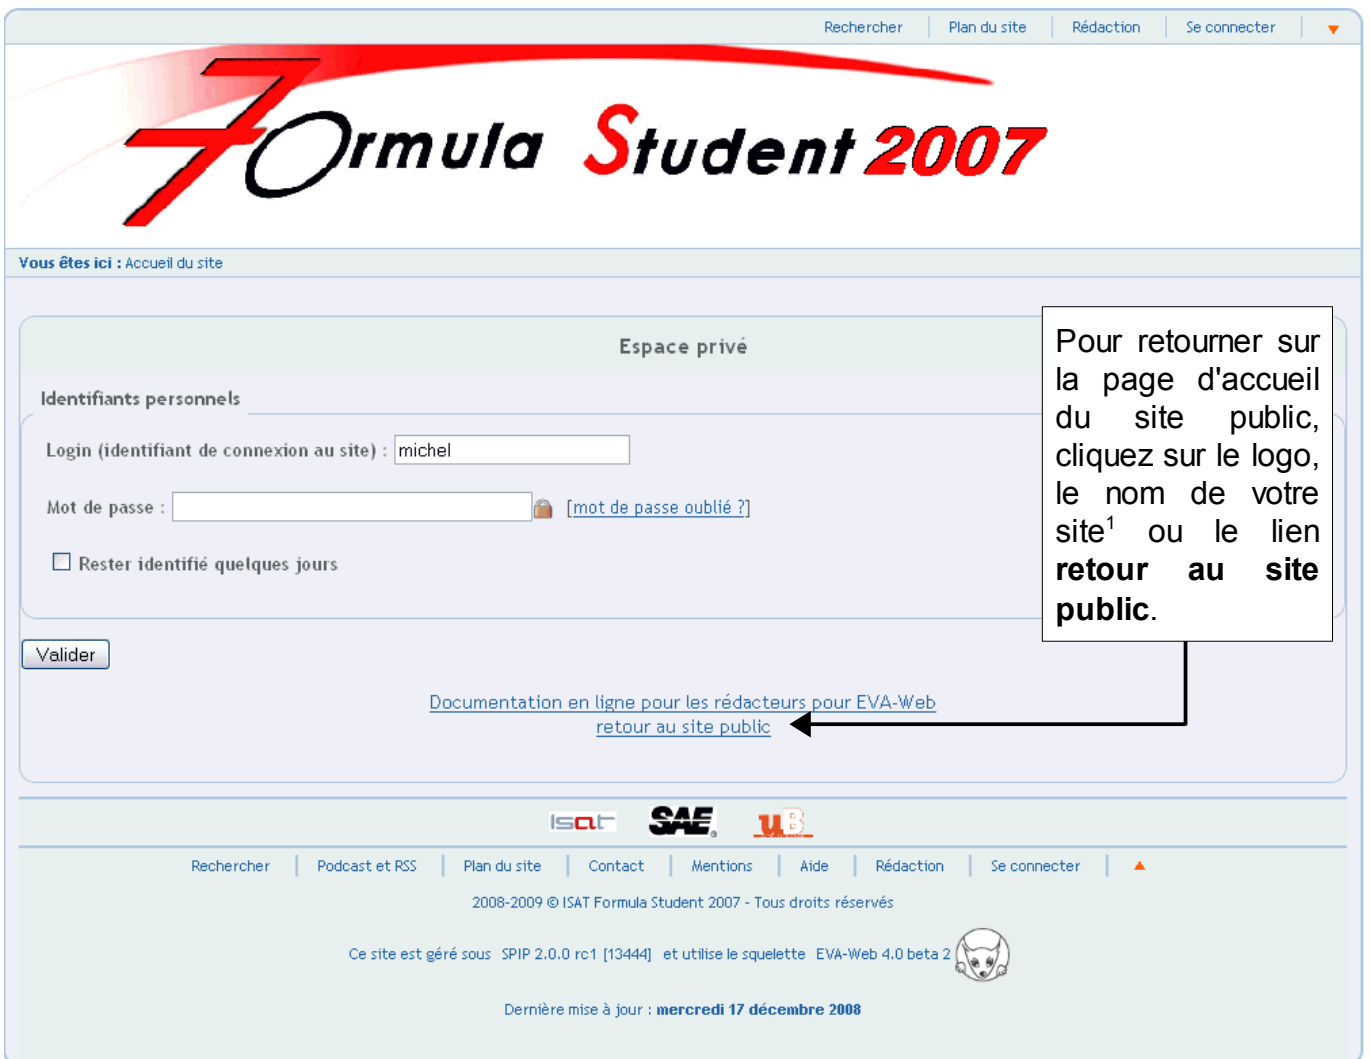 Rechercher Plan du site Rédaction Se connecter
Formula Student 2007
Vous êtes ici : Accueil du site
Espace privé
Identifiants personnels
Login (identifiant de connexion au site) : michel
Mot de passe : [mot de passe oublié ?]
Rester identifié quelques jours
Pour retourner sur
la page d'accueil
du site public,
cliquez sur le logo,
le nom de votre
site1 ou le lien
retour au site
public.
Valider
Documentation en ligne pour les rédacteurs pour EVA-Web
retour au site public
Isat SAE uB
Rechercher Podcast et RSS Plan du site Contact Mentions Aide Rédaction Se connecter
2008-2009 © ISAT Formula Student 2007 - Tous droits réservés
Ce site est géré sous SPIP 2.0.0 rc1 [13444] et utilise le squelette EVA-Web 4.0 beta 2
Dernière mise à jour : mercredi 17 décembre 2008